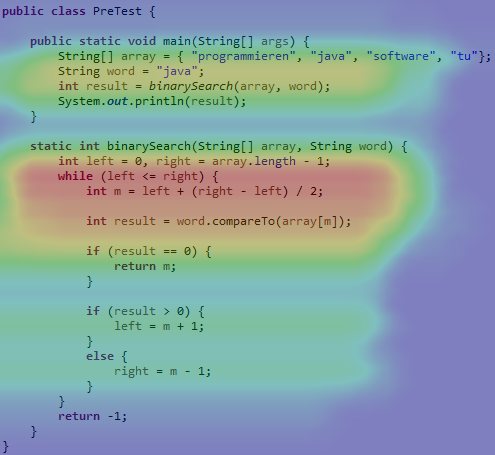 public class PreTest {
public static void main(String[] args) {
String[] array = { "programmieren", "java", "software", "tu"};
String word = "java";
int result = binarySearch(array, word);
System.out.println(result);
}
static int binarySearch(String[] array, String word) {
int left = 0, right = array.length - 1;
while (left <= right) {
int m = left + (right - left) / 2;
int result = word.compareTo(array[m]);
if (result == 0) {
return m;
}
if (result > 0) {
left = m + 1;
}
else {
right = m - 1;
}
}
return -1;
}
}